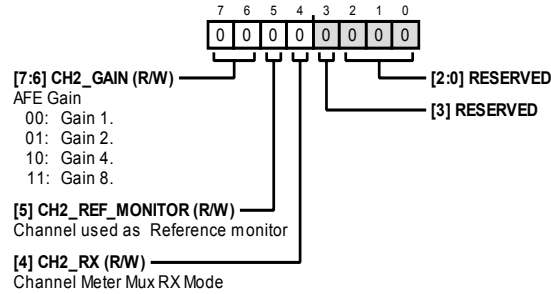 7 6 5 4 3 2 1 0
0 0 0 0 0 0 0 0
[7:6] CH2_GAIN (R/W)
AFE Gain
00: Gain 1.
01: Gain 2.
10: Gain 4.
11: Gain 8.
[5] CH2_REF_MONITOR (R/W)
Channel used as Reference monitor
[4] CH2_RX (R/W)
Channel Meter Mux RX Mode
[2:0] RESERVED
[3] RESERVED